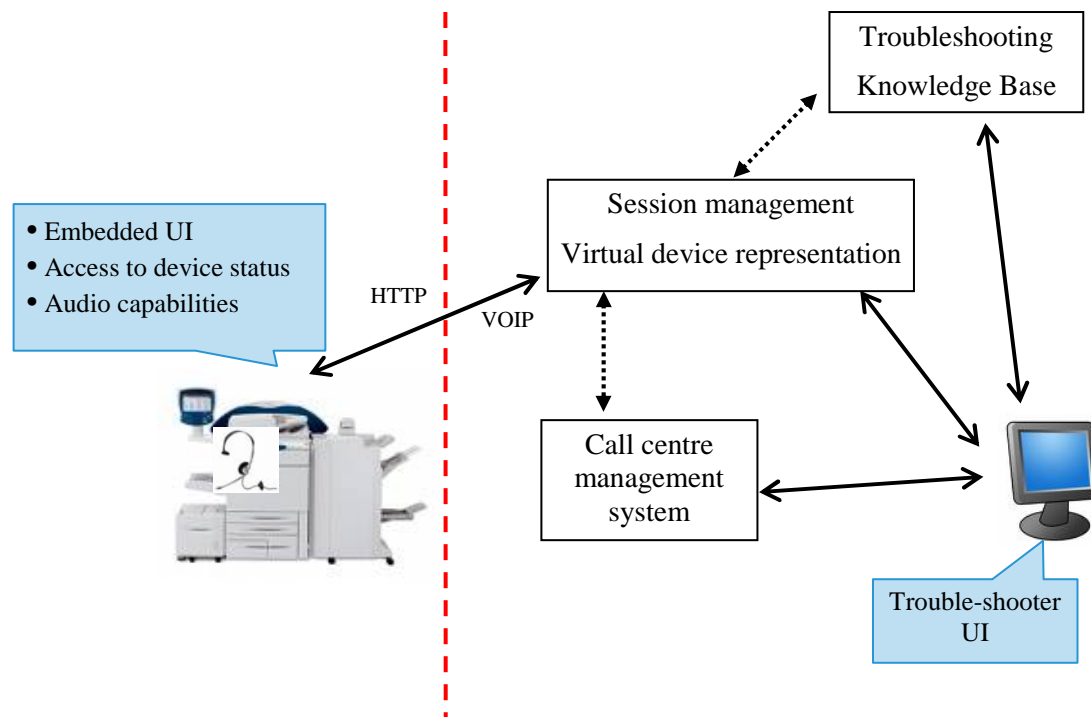 Troubleshooting
Knowledge Base
Session management
Virtual device representation
• Embedded UI
• Access to device status
• Audio capabilities
HTTP
VOIP
Call centre
management
system
Trouble-shooter
UI